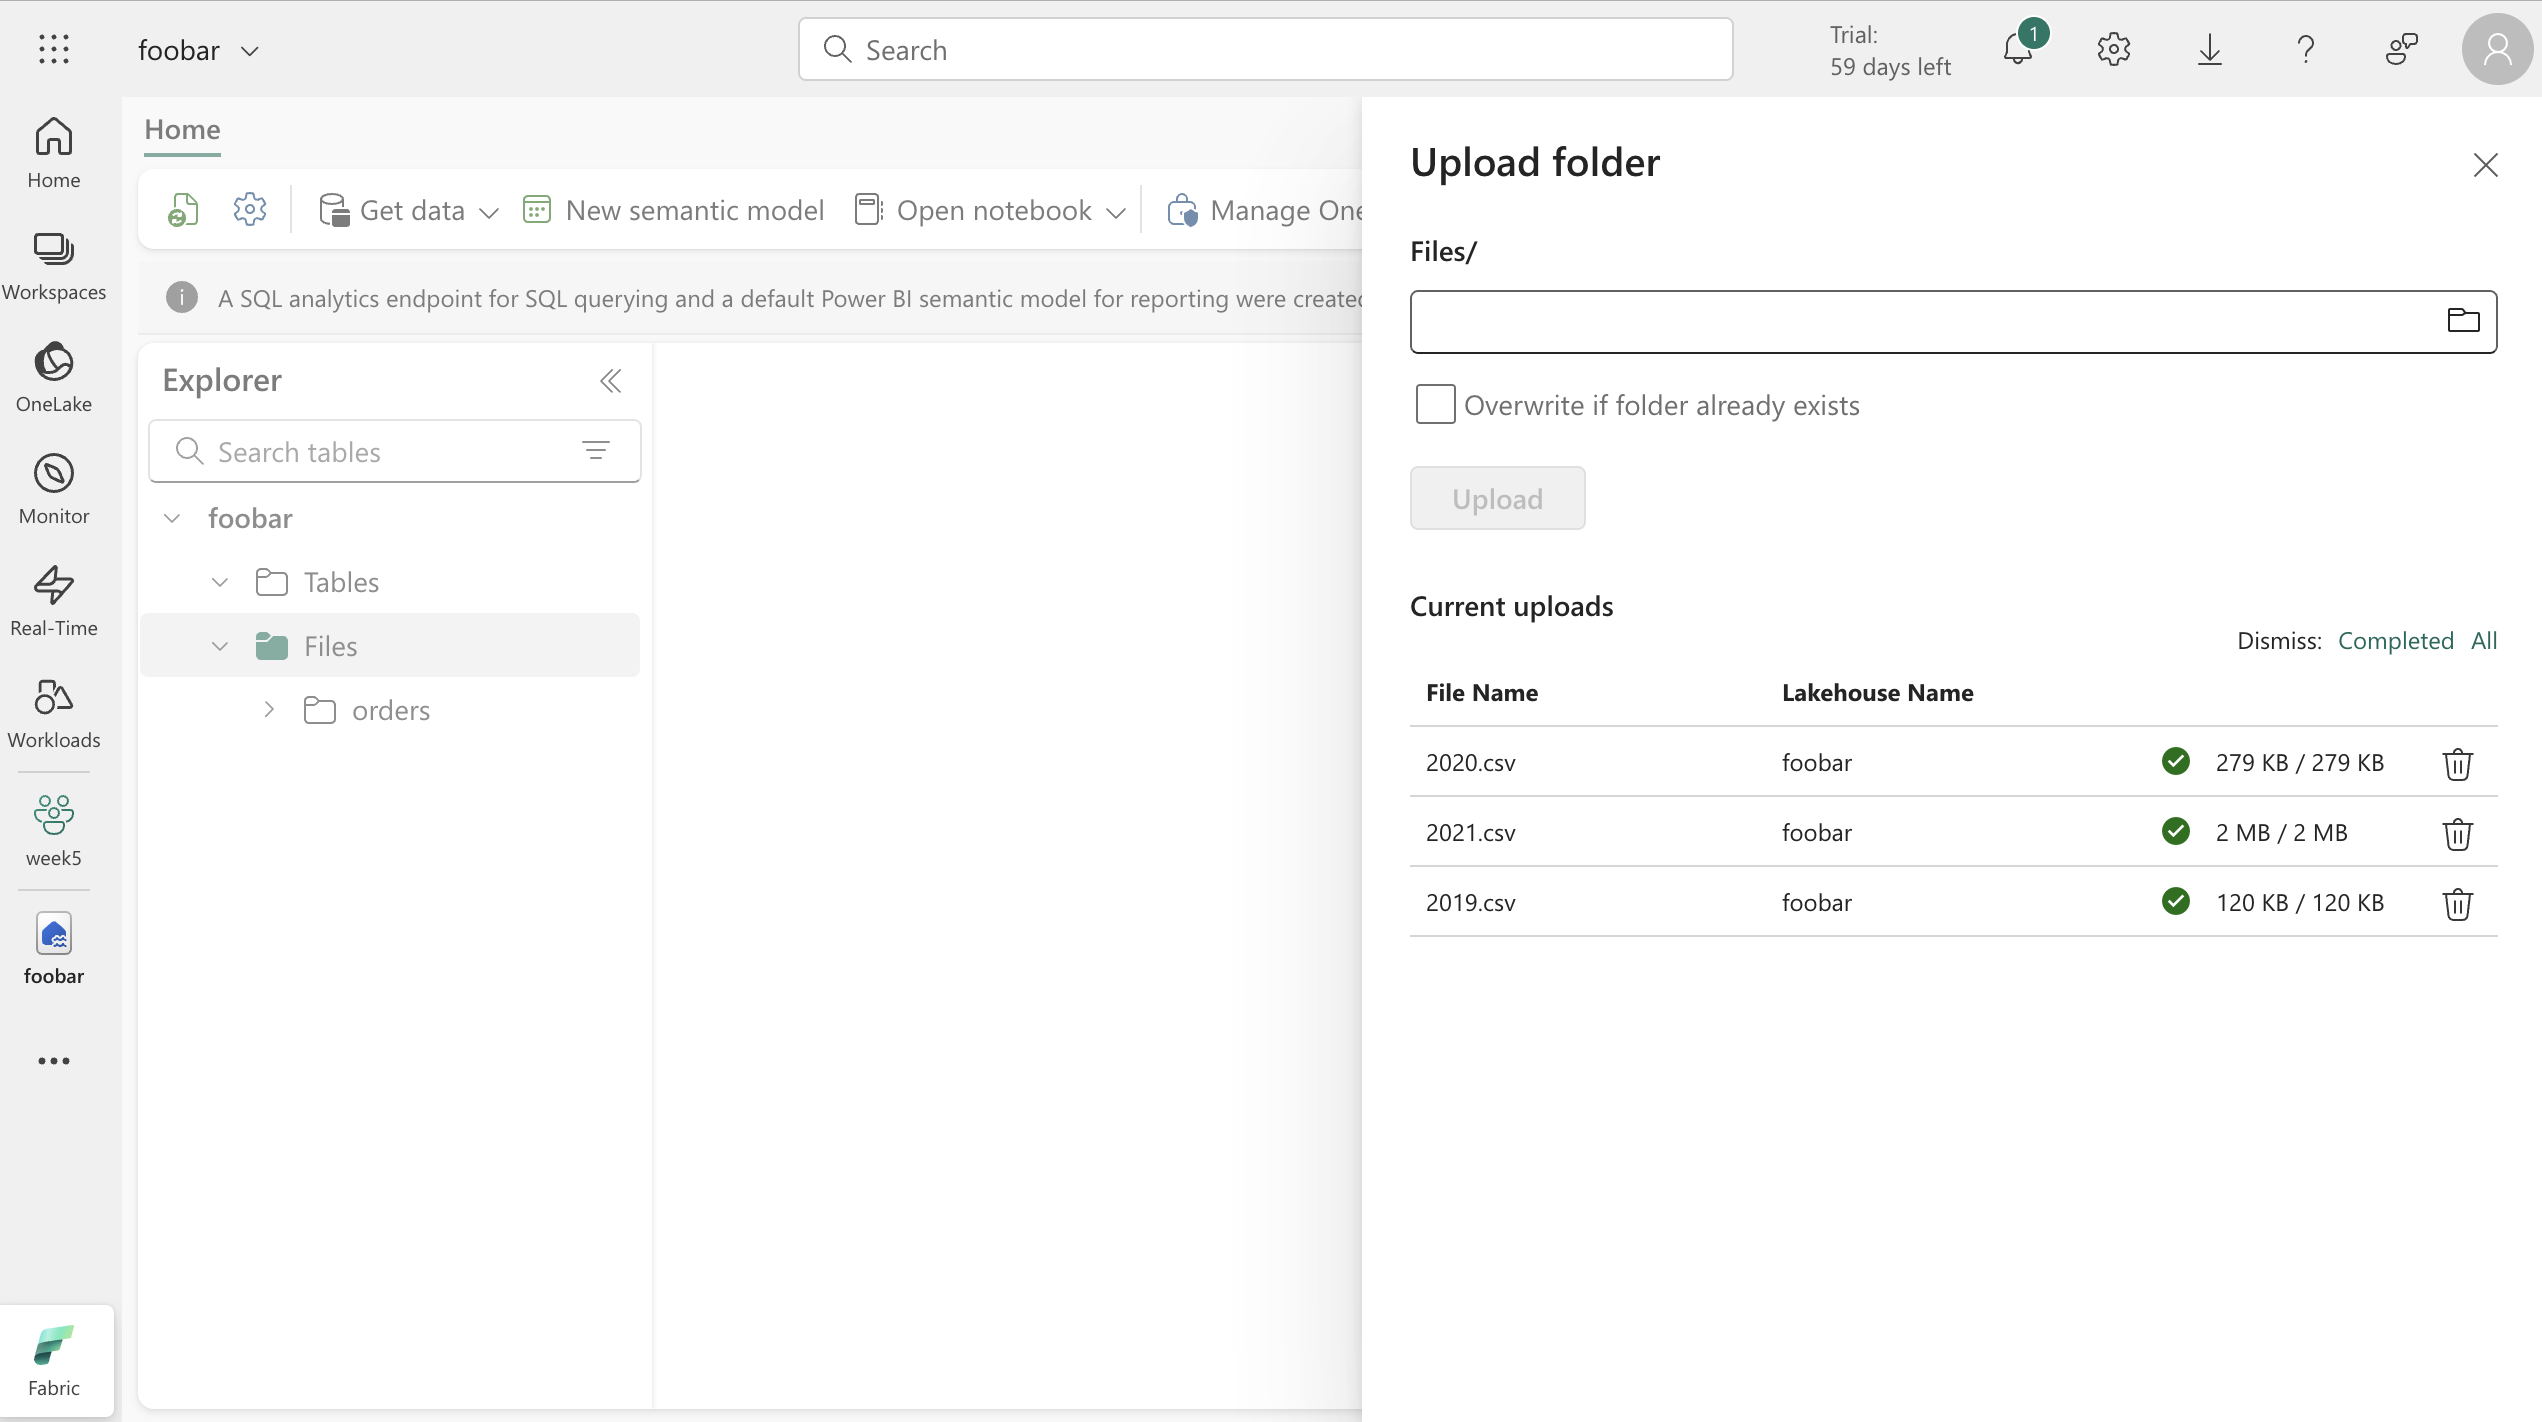 foobar
Search
Trial:
59 days left
1
Home
Workspaces
OneLake
Monitor
Real-Time
Workloads
week5
foobar
Fabric
Home
Get data
New semantic model
Open notebook
Manage One
A SQL analytics endpoint for SQL querying and a default Power BI semantic model for reporting were created
Explorer
Search tables
foobar
Tables
Files
orders
Upload folder
Files/
Overwrite if folder already exists
Upload
Current uploads
Dismiss: Completed All
File Name Lakehouse Name
2020.csv foobar 279 KB / 279 KB
2021.csv foobar 2 MB / 2 MB
2019.csv foobar 120 KB / 120 KB